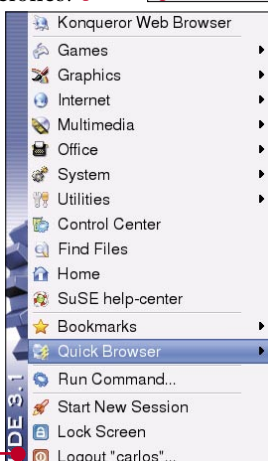 Konqueror Web Browser
Games
Graphics
Internet
Multimedia
Office
System
Utilities
Control Center
Find Files
Home
SuSE help-center
Bookmarks
Quick Browser
Run Command...
Start New Session
Lock Screen
Logout "carlos"...
DE 3.1